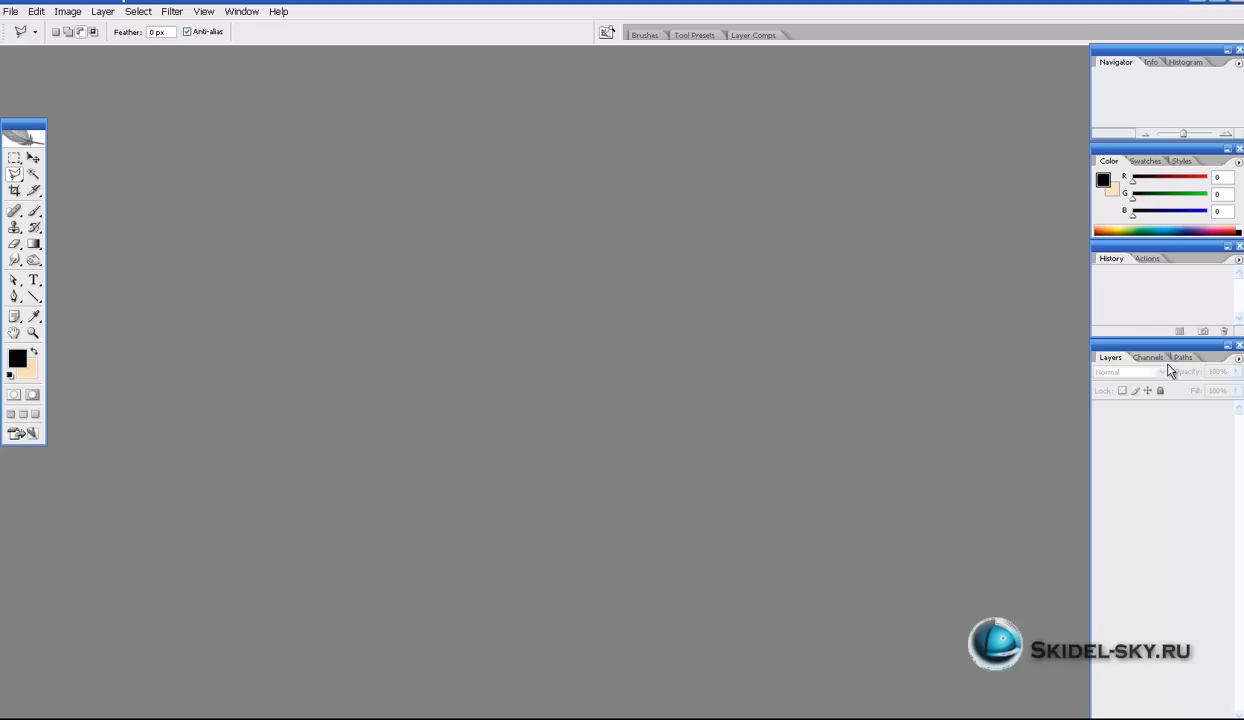 File Edit Image Layer Select Filter View Window Help
Feather: 0 px Anti-alias
Brushes Tool Presets Layer Comps
Navigator Info Histogram
Color Swatches Styles
R 0
G 0
B 0
History Actions
T
Layers Channels Paths
Normal Opacity: 100%
Lock: Fill: 100%
SKIDEL-SKY.RU